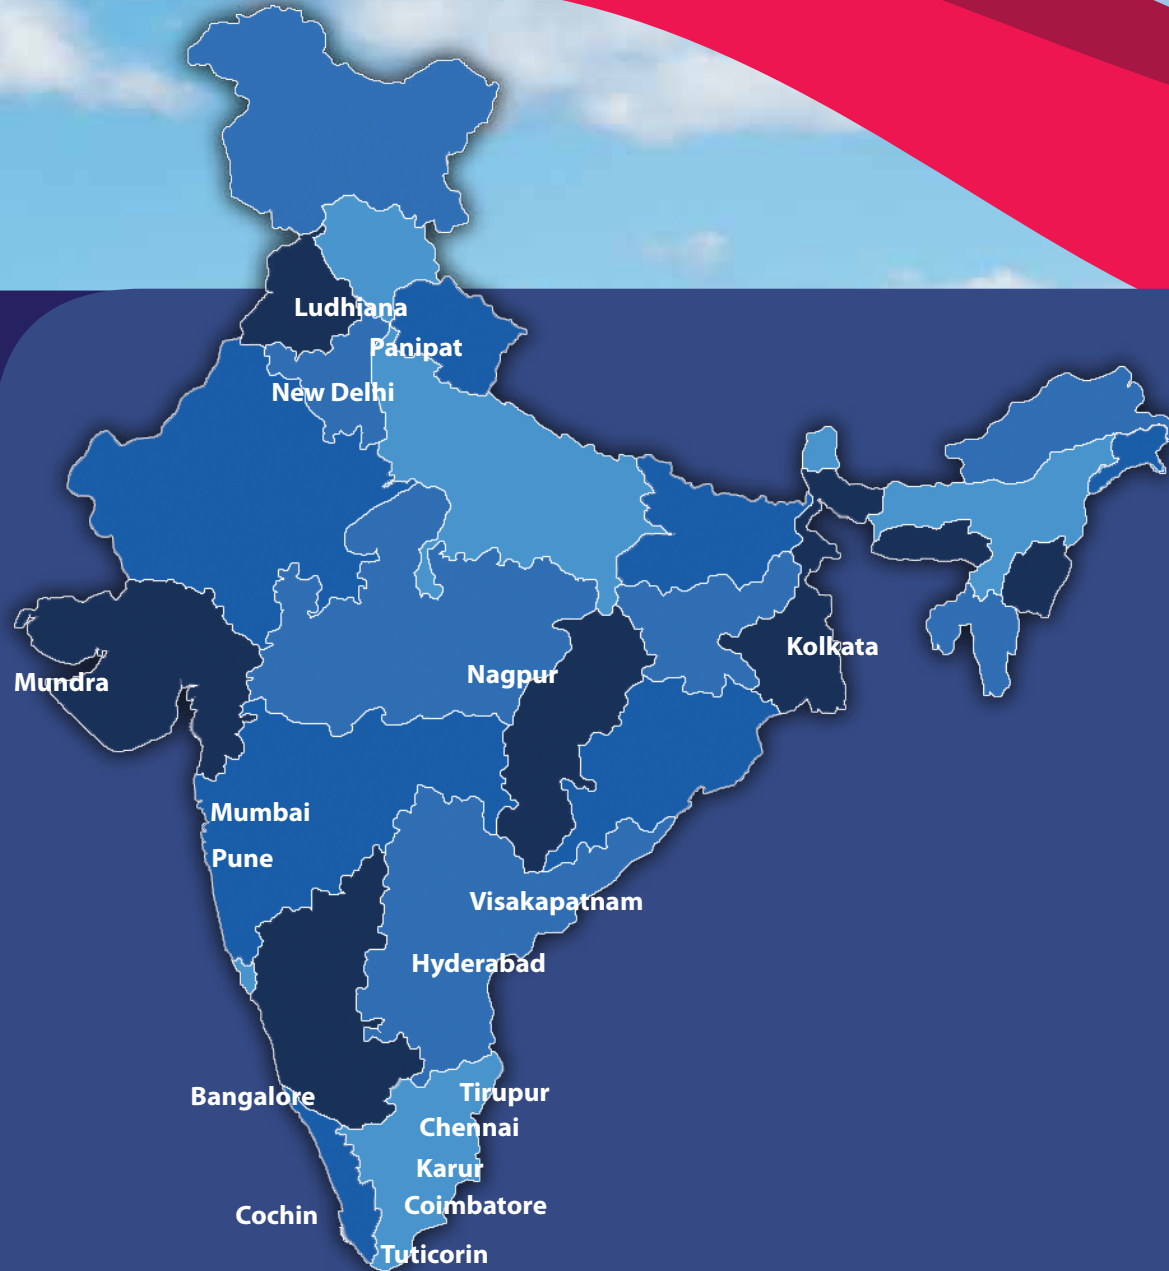 Ludhiana
Panipat
New Delhi
Kolkata
Nagpur
Mundra
Mumbai
Pune
Visakapatnam
Hyderabad
Tirupur
Bangalore
Chennai
Karur
Coimbatore
Cochin
Tuticorin